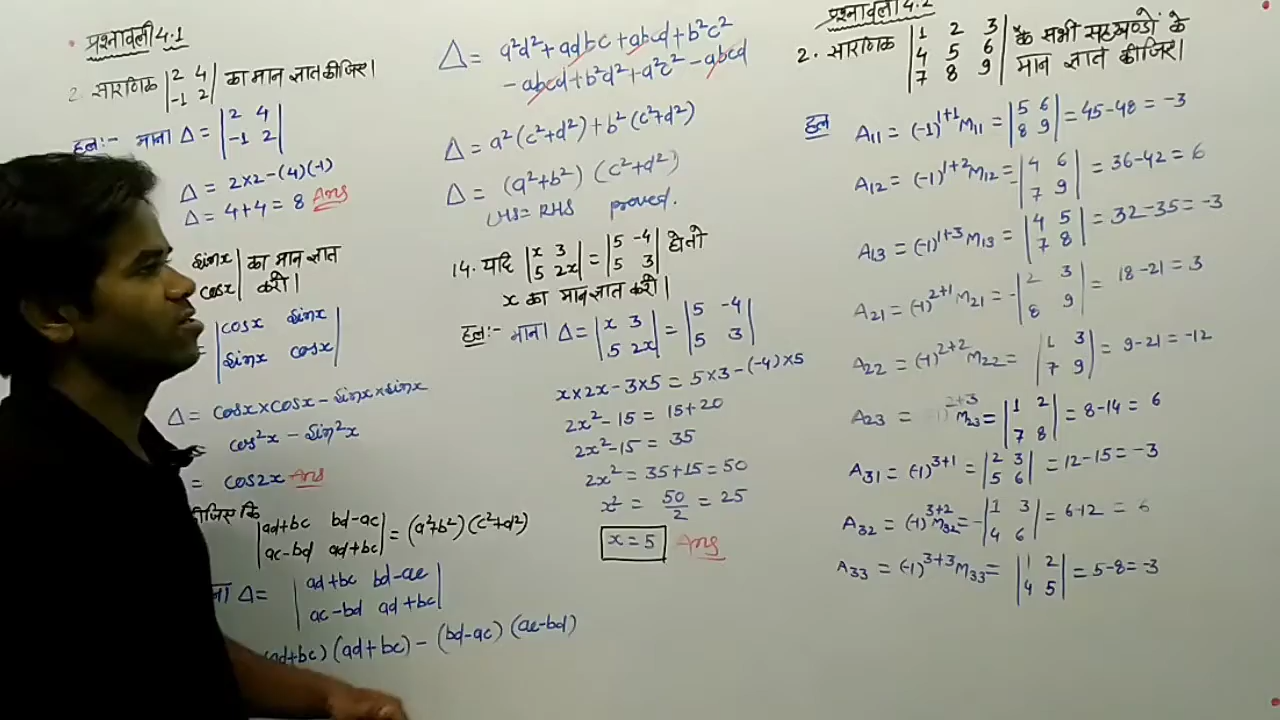 प्रश्नावली 4.1
2. सारणिक |2 4; -1 2| का मान ज्ञात कीजिए।
हल:- माना Δ = |2 4; -1 2|
Δ = 2×2-(4)(-1)
Δ = 4+4 = 8 Ans
sinx
cosx| का मान ज्ञात करो।
= |cosx sinx; sinx cosx|
Δ = cosx×cosx - sinx×sinx
= cos²x - sin²x
= cos2x Ans
कीजिए कि
|ad+bc bd-ac; ac-bd ad+bc| = (a²+b²)(c²+d²)
माना Δ = |ad+bc bd-ac; ac-bd ad+bc|
(ad+bc)(ad+bc) - (bd-ac)(ac-bd)
Δ = a²d²+adbc+abcd+b²c²
-abcd+b²d²+a²c²-abcd
Δ = a²(c²+d²)+b²(c²+d²)
Δ = (a²+b²)(c²+d²)
LHS = RHS proved.
14. यदि |x 3; 5 2x| = |5 -4; 5 3| हो तो
x का मान ज्ञात करो।
हल:- माना Δ = |x 3; 5 2x| = |5 -4; 5 3|
x×2x-3×5 = 5×3-(-4)×5
2x²-15 = 15+20
2x²-15 = 35
2x² = 35+15 = 50
x² = 50/2 = 25
x = 5 Ans
प्रश्नावली 4.2
2. सारणिक |1 2 3; 4 5 6; 7 8 9| के सभी सहखण्डों के
मान ज्ञात कीजिए।
हल A11 = (-1)^1+1 M11 = |5 6; 8 9| = 45-48 = -3
A12 = (-1)^1+2 M12 = -|4 6; 7 9| = 36-42 = 6
A13 = (-1)^1+3 M13 = |4 5; 7 8| = 32-35 = -3
A21 = (-1)^2+1 M21 = -|2 3; 8 9| = 18-21 = 3
A22 = (-1)^2+2 M22 = |1 3; 7 9| = 9-21 = -12
A23 = (-1)^2+3 M23 = |1 2; 7 8| = 8-14 = 6
A31 = (-1)^3+1 = |2 3; 5 6| = 12-15 = -3
A32 = (-1)^3+2 M32 = -|1 3; 4 6| = 6-12 = 6
A33 = (-1)^3+3 M33 = |1 2; 4 5| = 5-8 = -3